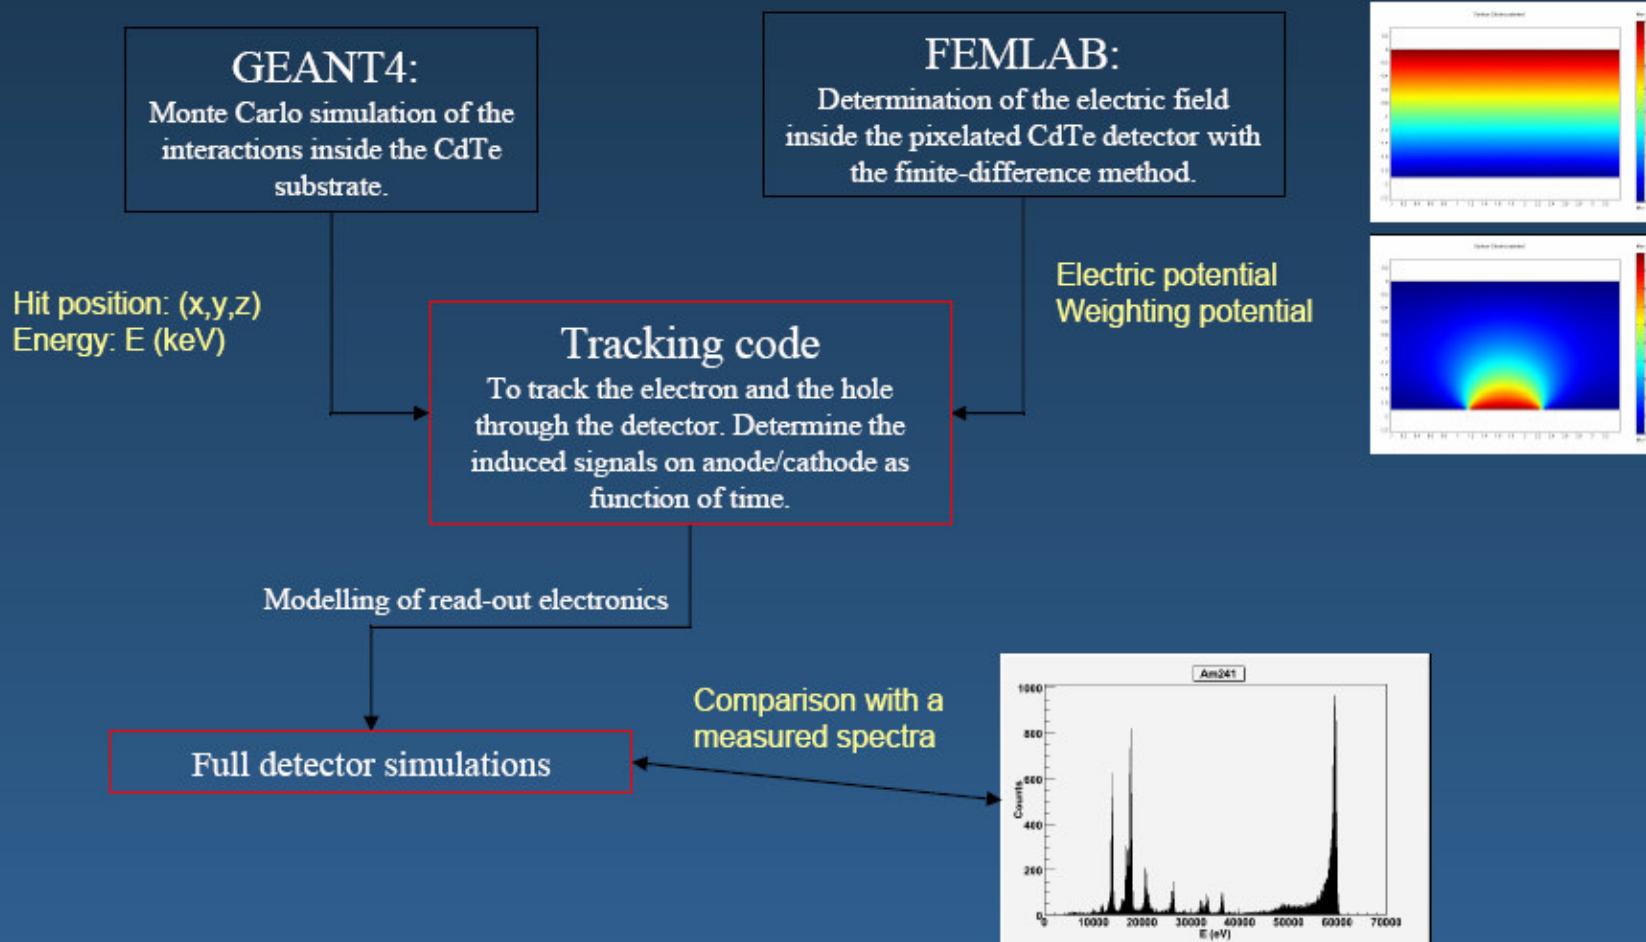 GEANT4:
Monte Carlo simulation of the
interactions inside the CdTe
substrate.
FEMLAB:
Determination of the electric field
inside the pixelated CdTe detector with
the finite-difference method.
Hit position: (x,y,z)
Energy: E (keV)
Electric potential
Weighting potential
Tracking code
To track the electron and the hole
through the detector. Determine the
induced signals on anode/cathode as
function of time.
Modelling of read-out electronics
Full detector simulations
Comparison with a
measured spectra
Am241
Counts
1000
800
600
400
200
0
0 10000 20000 30000 40000 50000 60000 70000
E (eV)